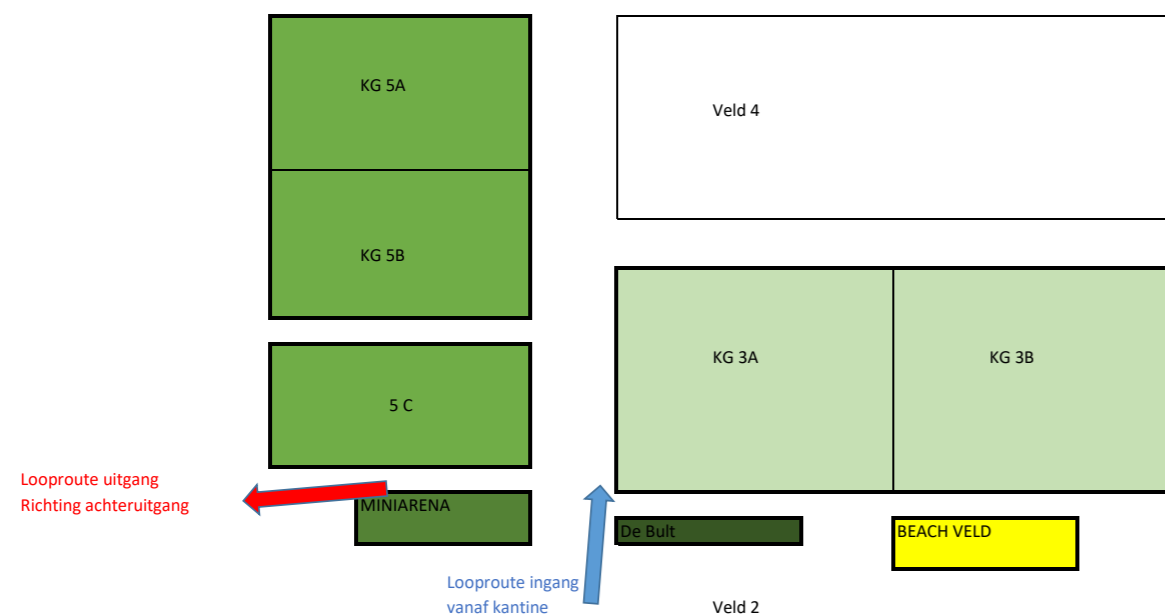 KG 5A
Veld 4
KG 5B
KG 3A
KG 3B
5 C
Looproute uitgang
Richting achteruitgang
MINIARENA
De Bult
BEACH VELD
Looproute ingang
vanaf kantine
Veld 2